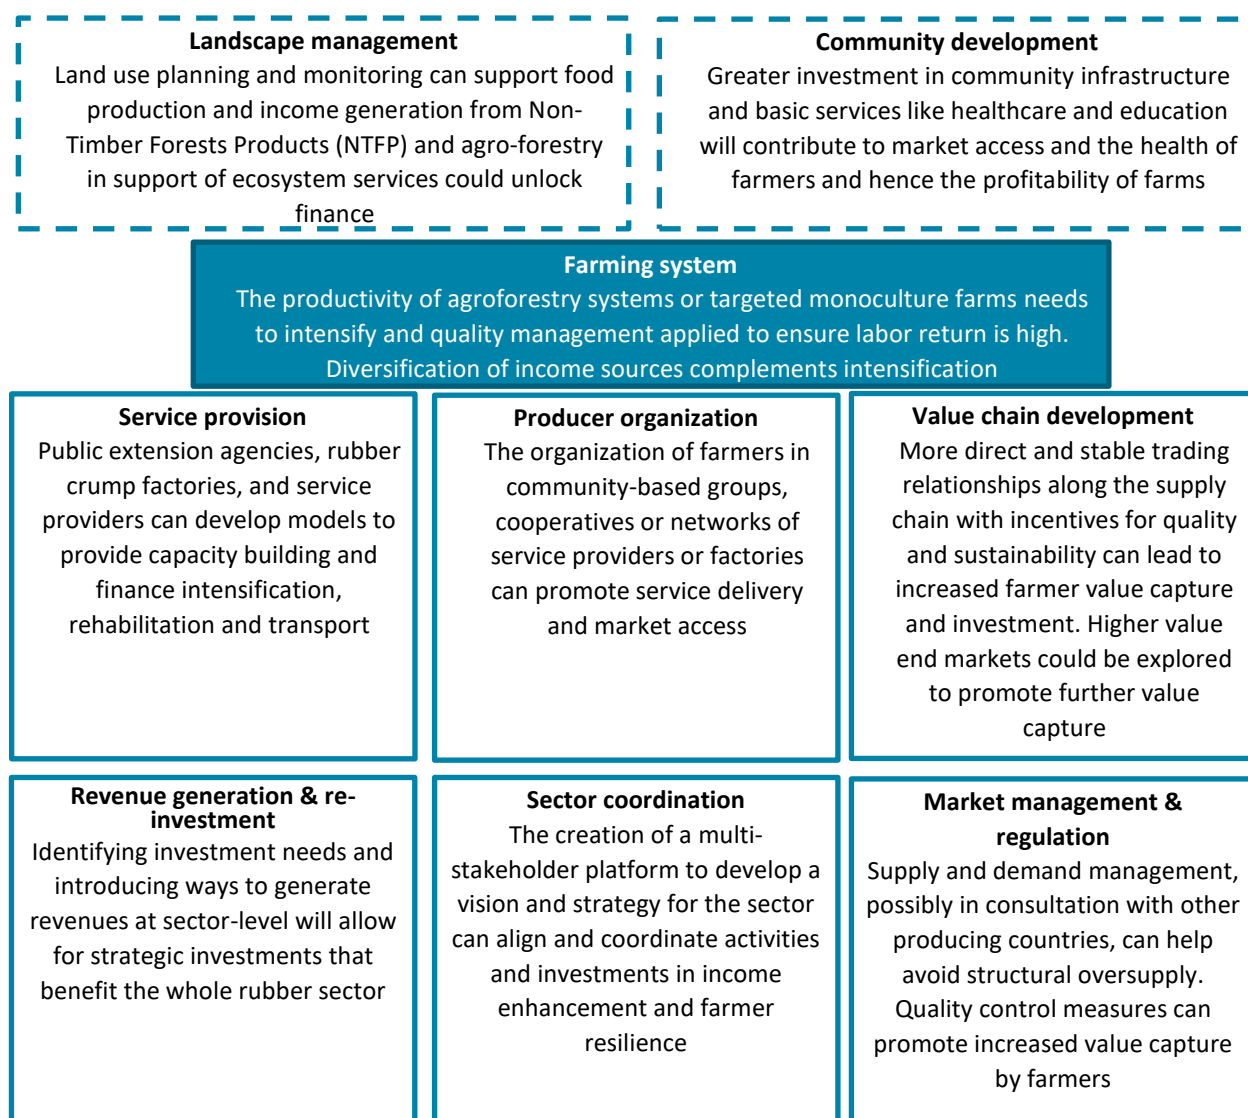 Landscape management
Land use planning and monitoring can support food
production and income generation from Non-
Timber Forests Products (NTFP) and agro-forestry
in support of ecosystem services could unlock
finance
Community development
Greater investment in community infrastructure
and basic services like healthcare and education
will contribute to market access and the health of
farmers and hence the profitability of farms
Farming system
The productivity of agroforestry systems or targeted monoculture farms needs
to intensify and quality management applied to ensure labor return is high.
Diversification of income sources complements intensification
Service provision
Public extension agencies, rubber
crump factories, and service
providers can develop models to
provide capacity building and
finance intensification,
rehabilitation and transport
Producer organization
The organization of farmers in
community-based groups,
cooperatives or networks of
service providers or factories
can promote service delivery
and market access
Value chain development
More direct and stable trading
relationships along the supply
chain with incentives for quality
and sustainability can lead to
increased farmer value capture
and investment. Higher value
end markets could be explored
to promote further value
capture
Revenue generation & re-
investment
Identifying investment needs and
introducing ways to generate
revenues at sector-level will allow
for strategic investments that
benefit the whole rubber sector
Sector coordination
The creation of a multi-
stakeholder platform to develop a
vision and strategy for the sector
can align and coordinate activities
and investments in income
enhancement and farmer
resilience
Market management &
regulation
Supply and demand management,
possibly in consultation with other
producing countries, can help
avoid structural oversupply.
Quality control measures can
promote increased value capture
by farmers